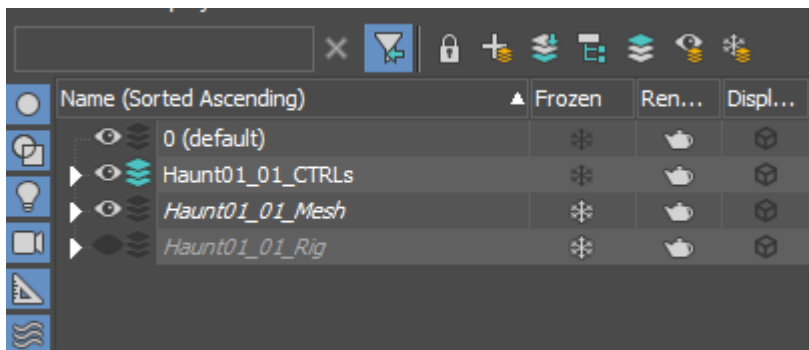 Name (Sorted Ascending) Frozen Ren... Displ...
0 (default)
Haunt01_01_CTRLs
Haunt01_01_Mesh
Haunt01_01_Rig